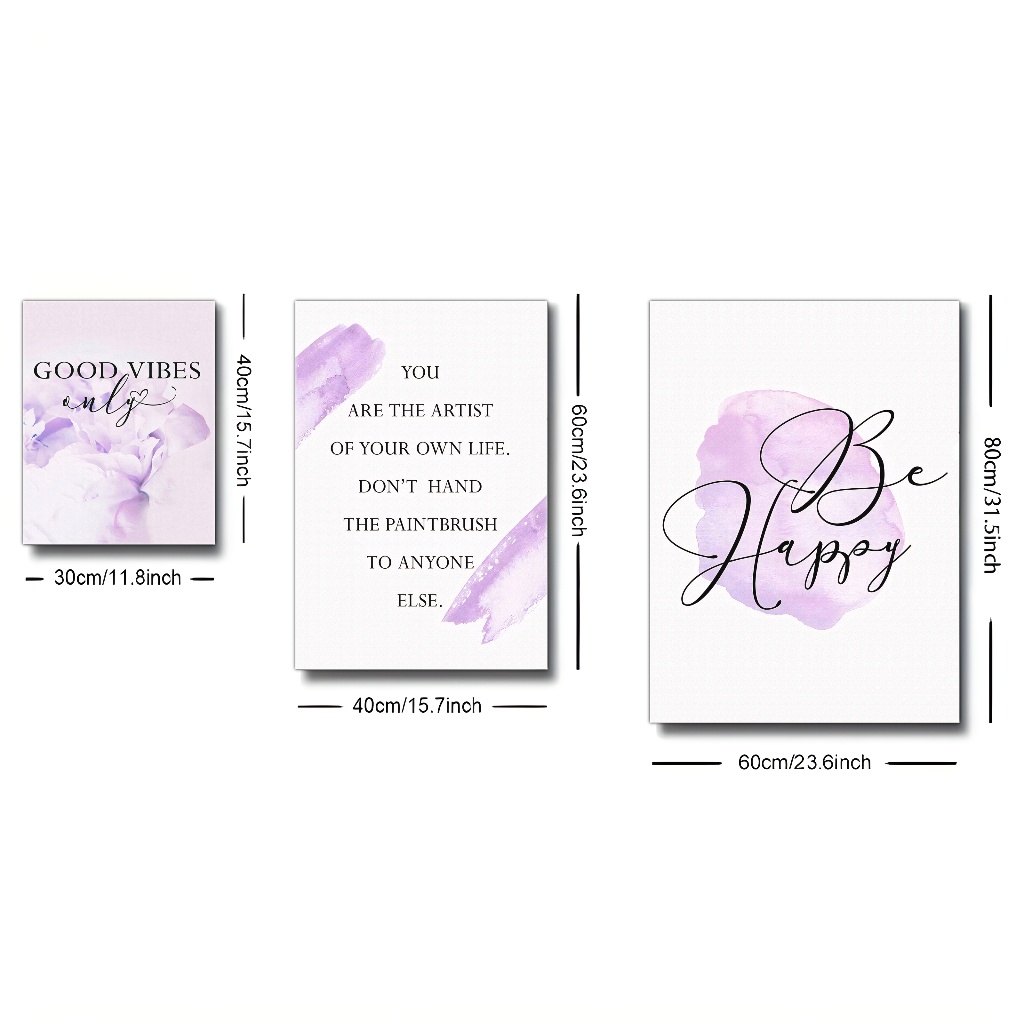 GOOD VIBES
only
40cm/15.7inch
30cm/11.8inch
YOU
ARE THE ARTIST
OF YOUR OWN LIFE.
DON'T HAND
THE PAINTBRUSH
TO ANYONE
ELSE.
60cm/23.6inch
40cm/15.7inch
Be
Happy
80cm/31.5inch
60cm/23.6inch